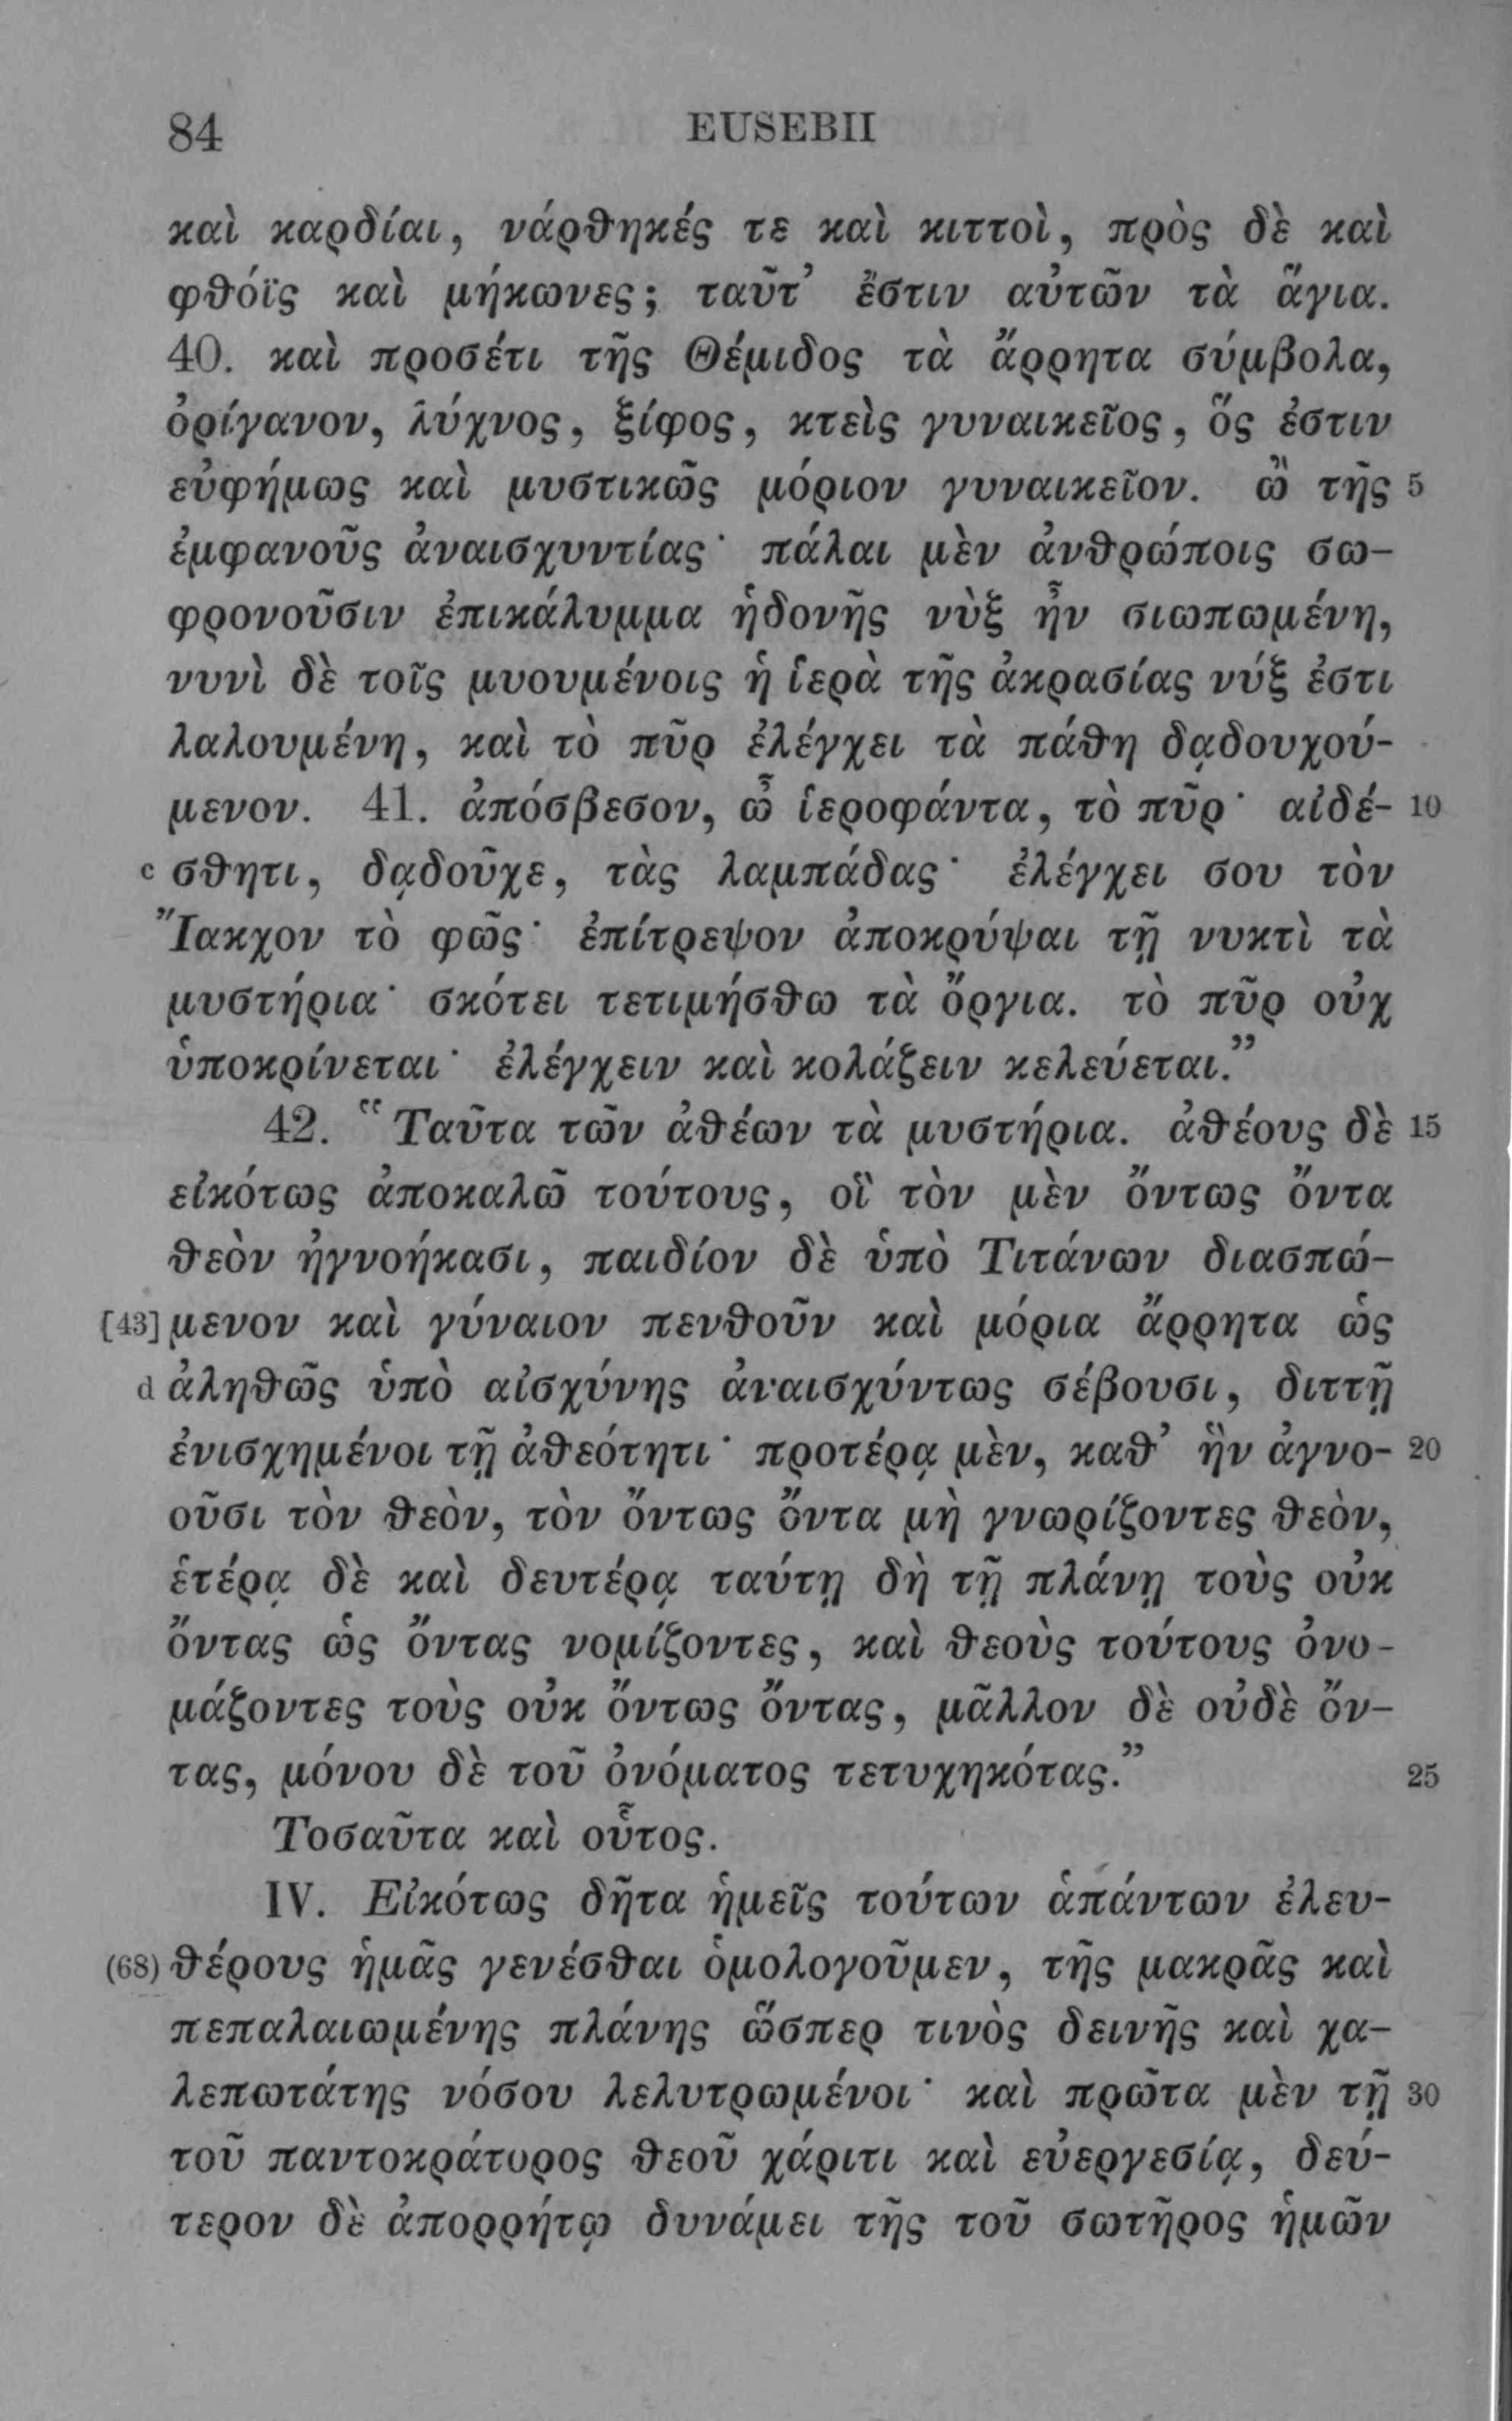 84 EUSEBII
καὶ καρδίαι, νάρθηκές τε καὶ κιττοὶ, πρὸς δὲ καὶ
φθόϊς καὶ μήκωνες; ταῦτ’ ἔστιν αὐτῶν τὰ ἅγια.
40. καὶ προσέτι τῆς Θέμιδος τὰ ἄρρητα σύμβολα,
ὀρίγανον, λύχνος, ξίφος, κτεὶς γυναικεῖος, ὅς ἐστιν
εὐφήμως καὶ μυστικῶς μόριον γυναικεῖον. ὢ τῆς 5
ἐμφανοῦς ἀναισχυντίας· πάλαι μὲν ἀνθρώποις σω-
φρονοῦσιν ἐπικάλυμμα ἡδονῆς νὺξ ἦν σιωπωμένη,
νυνὶ δὲ τοῖς μυουμένοις ἡ ἱερὰ τῆς ἀκρασίας νύξ ἐστι
λαλουμένη, καὶ τὸ πῦρ ἐλέγχει τὰ πάθη δᾳδουχού-
μενον. 41. ἀπόσβεσον, ὦ ἱεροφάντα, τὸ πῦρ· αἰδέ- 10
c σθητι, δᾳδοῦχε, τὰς λαμπάδας· ἐλέγχει σου τὸν
Ἴακχον τὸ φῶς· ἐπίτρεψον ἀποκρύψαι τῇ νυκτὶ τὰ
μυστήρια· σκότει τετιμήσθω τὰ ὄργια. τὸ πῦρ οὐχ
ὑποκρίνεται· ἐλέγχειν καὶ κολάζειν κελεύεται.”
42. “Ταῦτα τῶν ἀθέων τὰ μυστήρια. ἀθέους δὲ 15
εἰκότως ἀποκαλῶ τούτους, οἳ τὸν μὲν ὄντως ὄντα
θεὸν ἠγνοήκασι, παιδίον δὲ ὑπὸ Τιτάνων διασπώ-
[43] μενον καὶ γύναιον πενθοῦν καὶ μόρια ἄρρητα ὡς
d ἀληθῶς ὑπὸ αἰσχύνης ἀναισχύντως σέβουσι, διττῇ
ἐνισχημένοι τῇ ἀθεότητι· προτέρᾳ μὲν, καθ’ ἣν ἀγνο- 20
οῦσι τὸν θεὸν, τὸν ὄντως ὄντα μὴ γνωρίζοντες θεὸν,
ἑτέρᾳ δὲ καὶ δευτέρᾳ ταύτῃ δὴ τῇ πλάνῃ τοὺς οὐκ
ὄντας ὡς ὄντας νομίζοντες, καὶ θεοὺς τούτους ὀνο-
μάζοντες τοὺς οὐκ ὄντως ὄντας, μᾶλλον δὲ οὐδὲ ὄν-
τας, μόνου δὲ τοῦ ὀνόματος τετυχηκότας.” 25
Τοσαῦτα καὶ οὗτος.
IV. Εἰκότως δῆτα ἡμεῖς τούτων ἁπάντων ἐλευ-
(68) θέρους ἡμᾶς γενέσθαι ὁμολογοῦμεν, τῆς μακρᾶς καὶ
πεπαλαιωμένης πλάνης ὥσπερ τινὸς δεινῆς καὶ χα-
λεπωτάτης νόσου λελυτρωμένοι· καὶ πρῶτα μὲν τῇ 30
τοῦ παντοκράτορος θεοῦ χάριτι καὶ εὐεργεσίᾳ, δεύ-
τερον δὲ ἀπορρήτῳ δυνάμει τῆς τοῦ σωτῆρος ἡμῶν